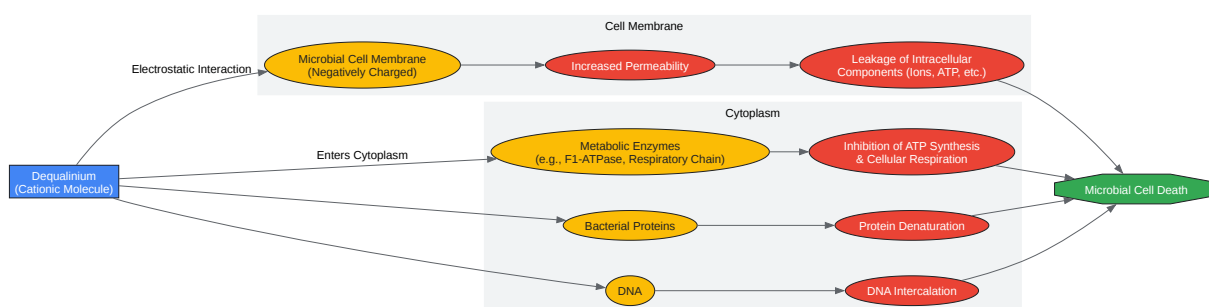 Cell Membrane
Microbial Cell Membrane
(Negatively Charged)
Increased Permeability
Leakage of Intracellular
Components (Ions, ATP, etc.)
Electrostatic Interaction
Cytoplasm
Metabolic Enzymes
(e.g., F1-ATPase, Respiratory Chain)
Inhibition of ATP Synthesis
& Cellular Respiration
Enters Cytoplasm
Dequalinium
(Cationic Molecule)
Microbial Cell Death
Bacterial Proteins
Protein Denaturation
DNA
DNA Intercalation